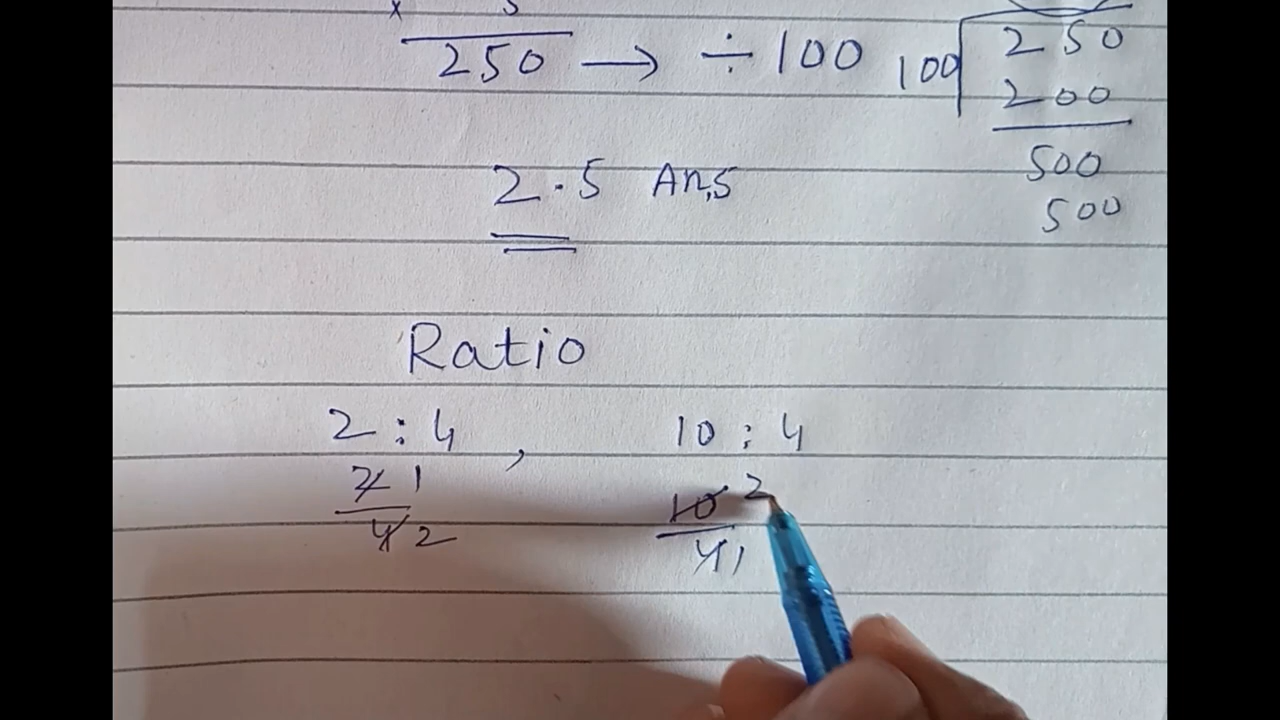 × 5
250 → ÷ 100 100 250
200
500
2.5 Ans
500
Ratio
2 : 4 , 10 : 4
2 1 10 2
4 2 4 1